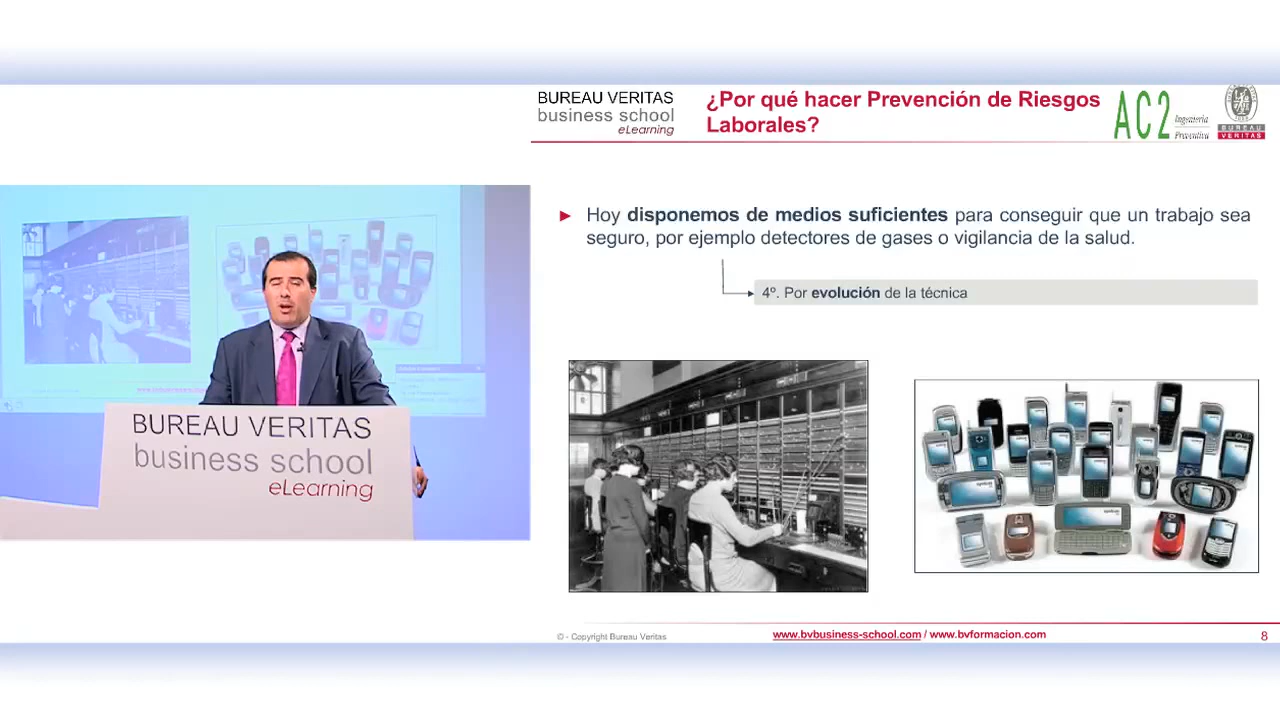 BUREAU VERITAS
business school
eLearning
¿Por qué hacer Prevención de Riesgos
Laborales?
AC2
Ingeniería
Preventiva
BUREAU
VERITAS
► Hoy disponemos de medios suficientes para conseguir que un trabajo sea
seguro, por ejemplo detectores de gases o vigilancia de la salud.
4º. Por evolución de la técnica
BUREAU VERITAS
business school
eLearning
© - Copyright Bureau Veritas
www.bvbusiness-school.com / www.bvformacion.com
8